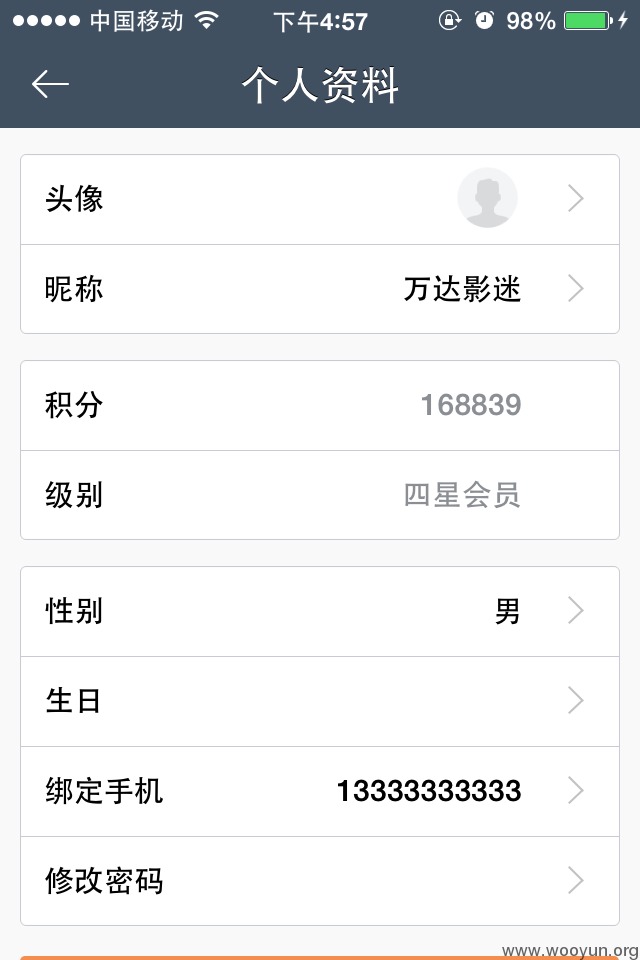 中国移动 下午4:57 98%
个人资料
头像
昵称 万达影迷
积分 168839
级别 四星会员
性别 男
生日
绑定手机 13333333333
修改密码
www.wooyun.org